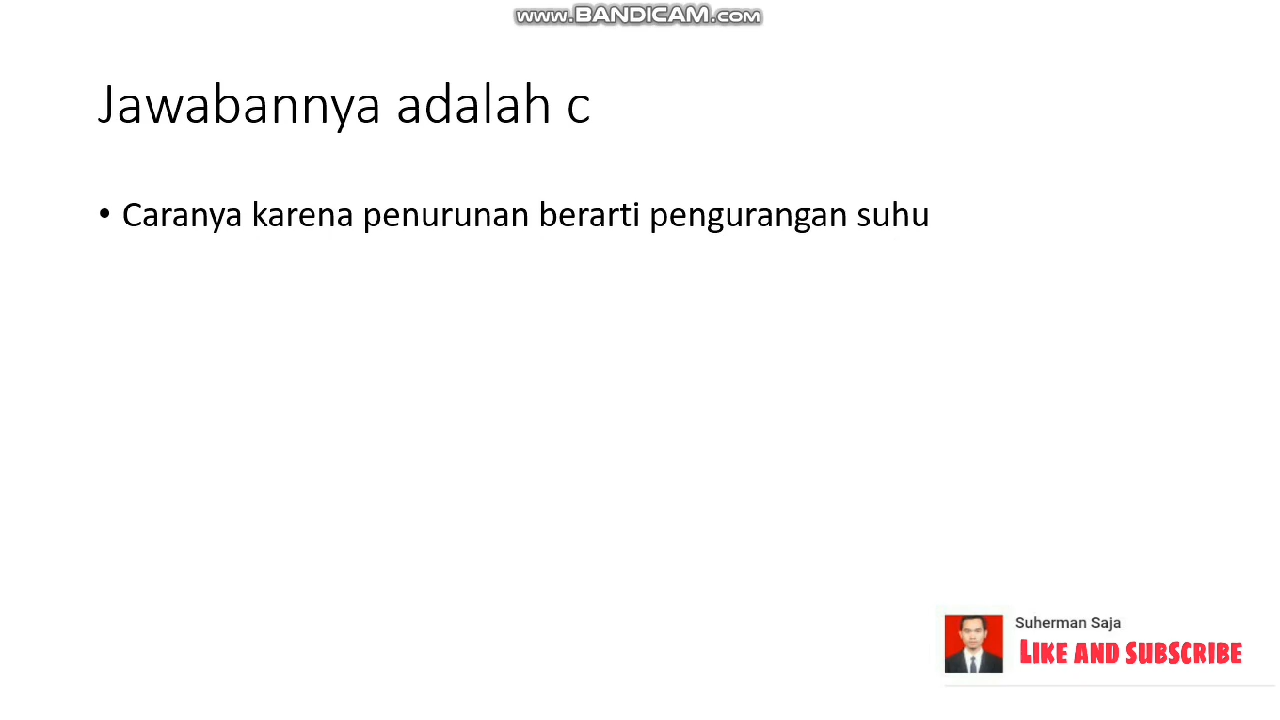 www.BANDICAM.com
Jawabannya adalah c
• Caranya karena penurunan berarti pengurangan suhu
Suherman Saja
LIKE AND SUBSCRIBE